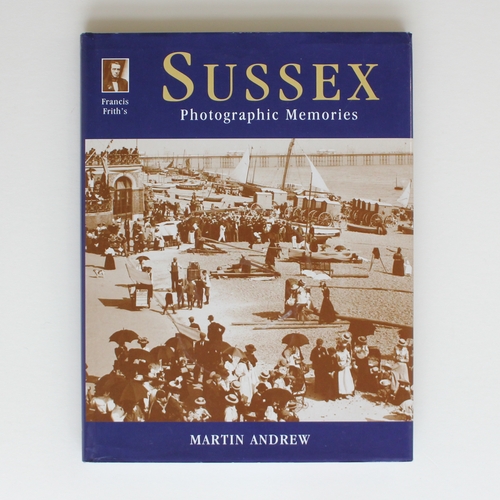 Francis
Frith's
SUSSEX
Photographic Memories
MARTIN ANDREW